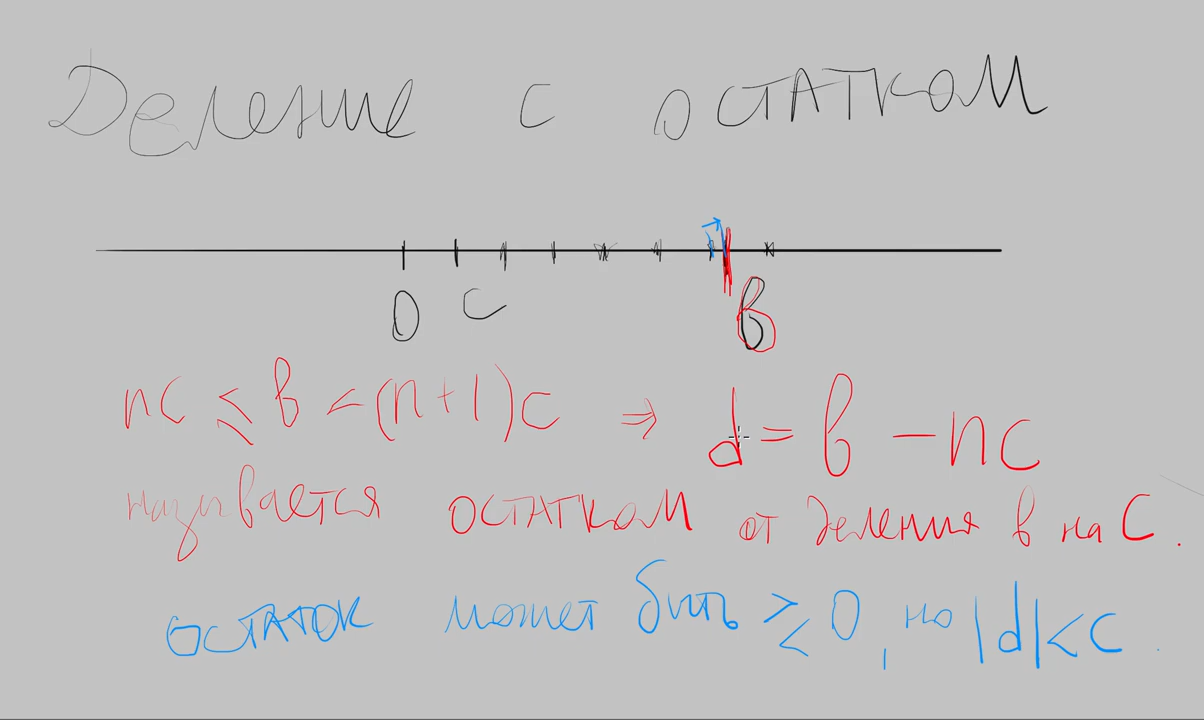 Деление с остатком
0 с в
nc ≤ в < (n+1)c ⇒ d = в - nc
называется остатком от деления в на с.
остаток может быть ≥≤ 0, но |d| < c.